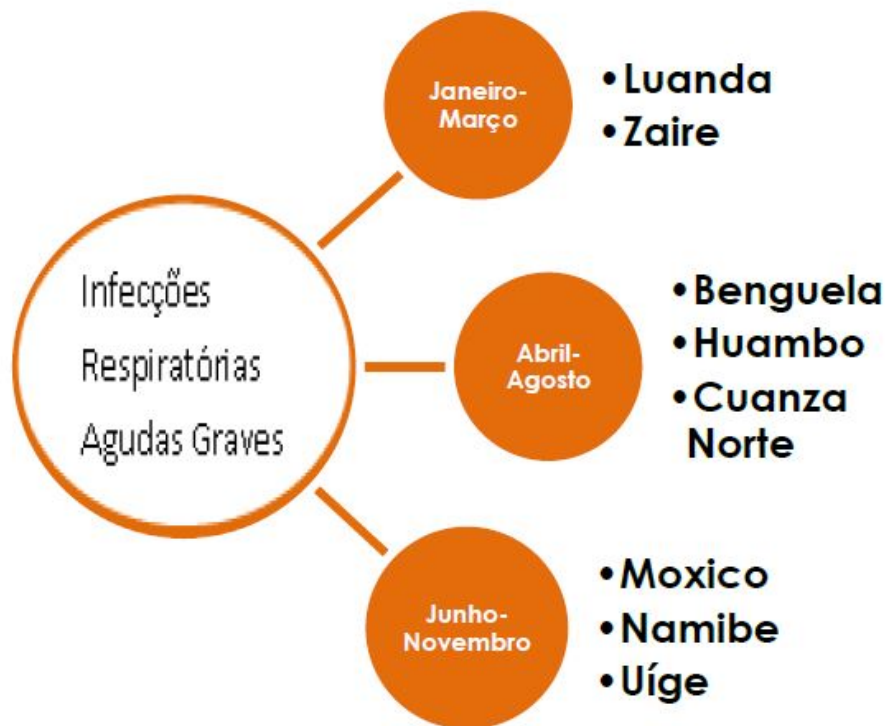 Infecções
Respiratórias
Agudas Graves
Janeiro-
Março
•Luanda
•Zaire
Abril-
Agosto
•Benguela
•Huambo
•Cuanza
Norte
Junho-
Novembro
•Moxico
•Namibe
•Uíge